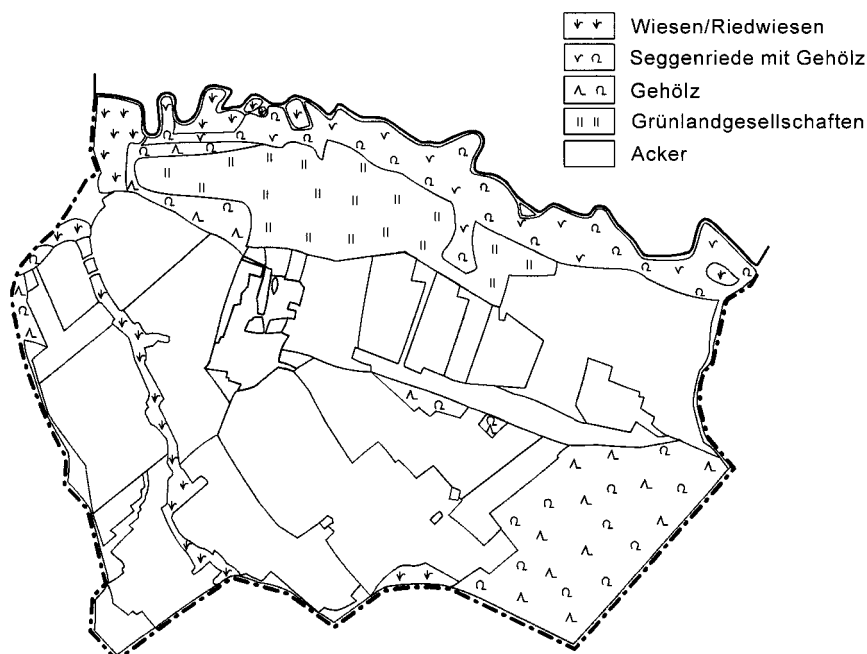 Wiesen/Riedwiesen
Seggenriede mit Gehölz
Gehölz
Grünlandgesellschaften
Acker